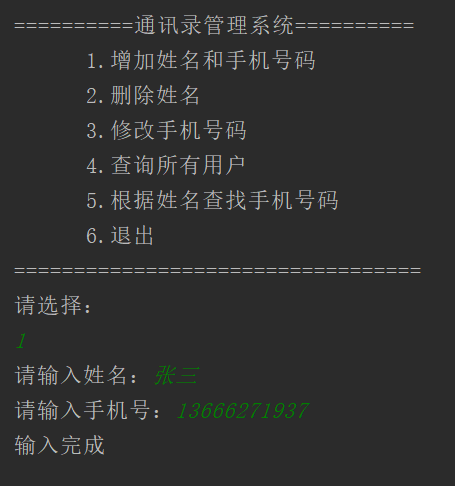 ==========通讯录管理系统==========
1.增加姓名和手机号码
2.删除姓名
3.修改手机号码
4.查询所有用户
5.根据姓名查找手机号码
6.退出
==================================
请选择:
1
请输入姓名：张三
请输入手机号：13666271937
输入完成